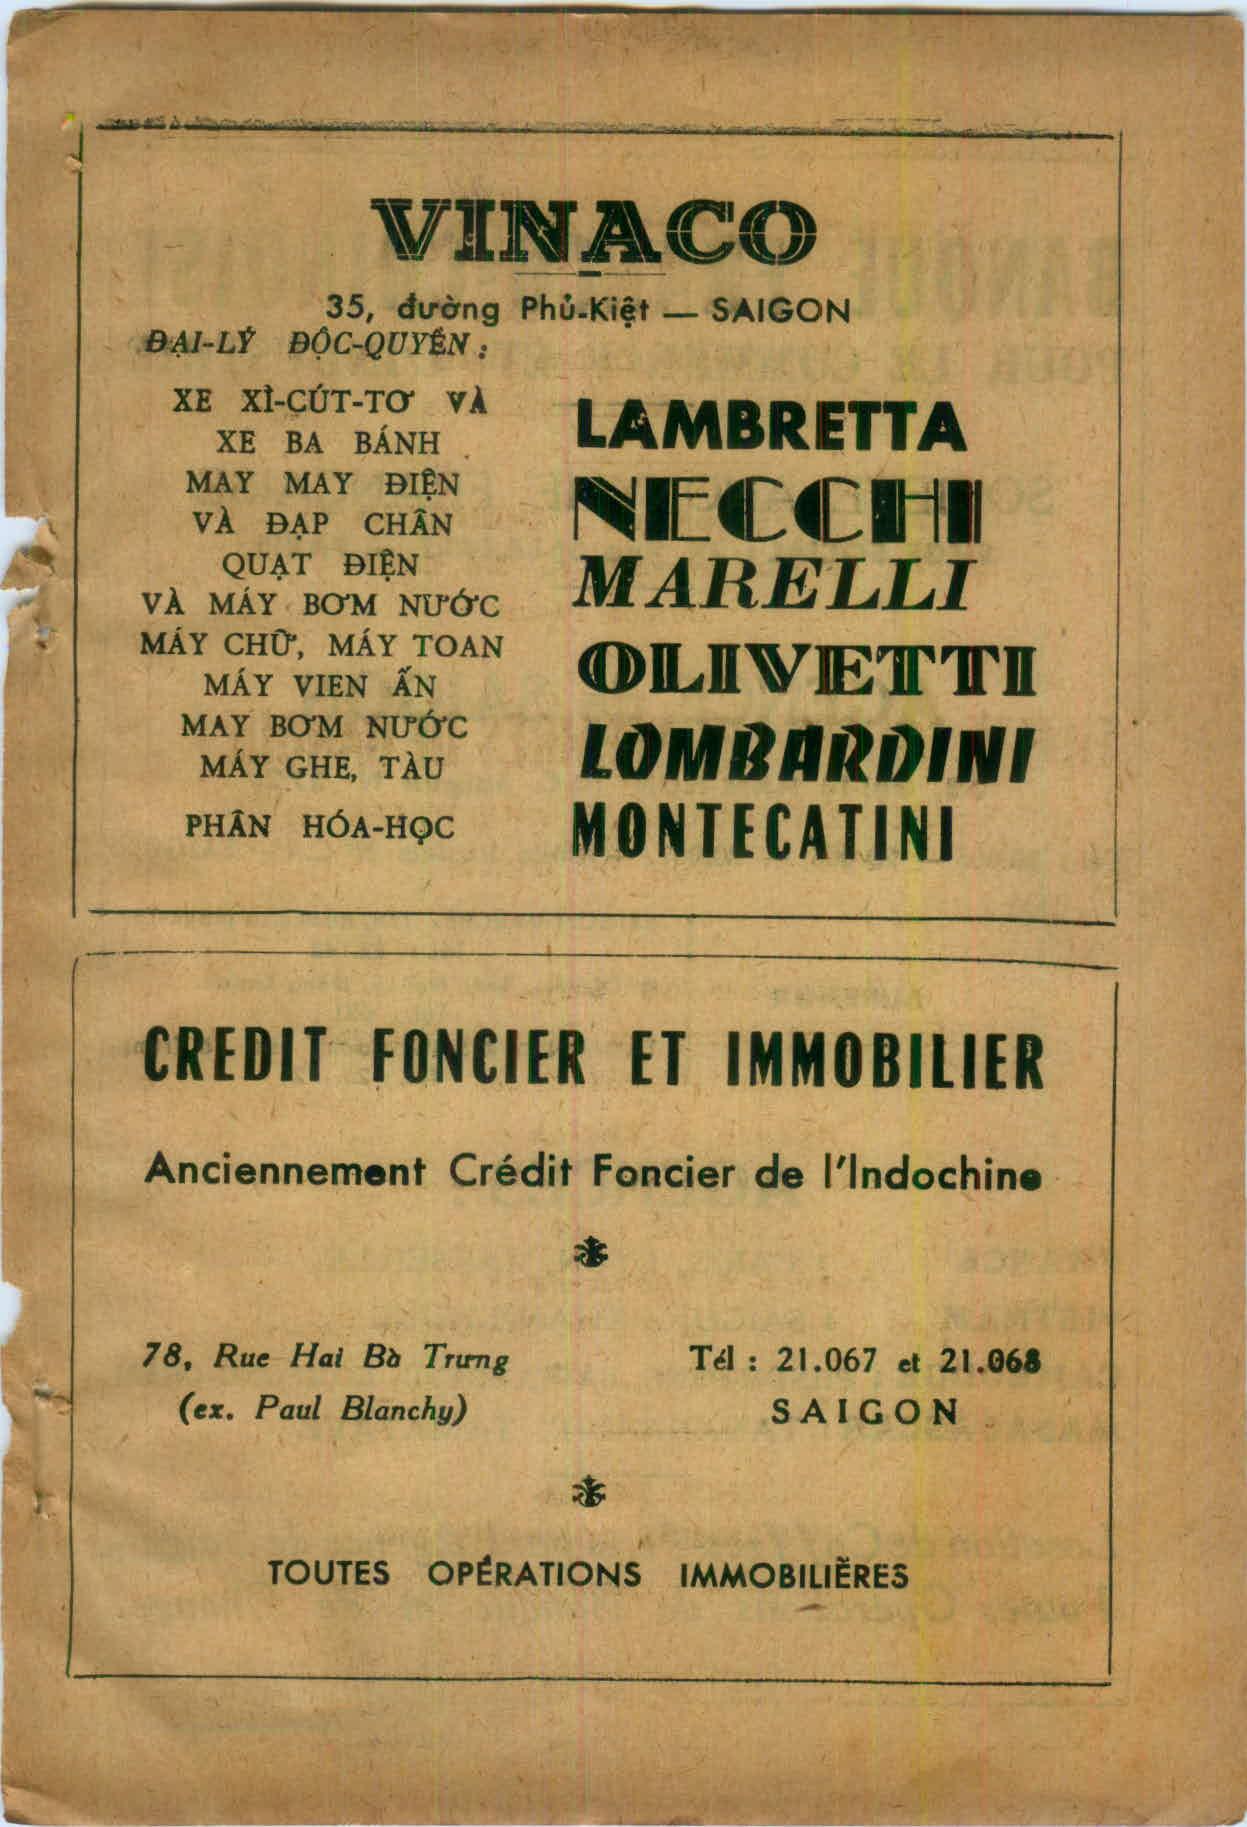 VINACO
35, đường Phủ-Kiệt — SAIGON
ĐẠI-LÝ ĐỘC-QUYỀN :
XE XÌ-CÚT-TƠ VÀ
XE BA BÁNH
LAMBRETTA
MAY MAY ĐIỆN
VÀ ĐẠP CHÂN
NECCHI
QUẠT ĐIỆN
VÀ MÁY BƠM NƯỚC
MARELLI
MÁY CHỮ, MÁY TOAN
MÁY VIEN ẤN
OLIVETTI
MAY BƠM NƯỚC
MÁY GHE, TÀU
LOMBARDINI
PHÂN HÓA-HỌC
MONTECATINI
CREDIT FONCIER ET IMMOBILIER
Anciennement Crédit Foncier de l'Indochine
78, Rue Hai Bà Trưng
(ex. Paul Blanchy)
Tél : 21.067 et 21.068
SAIGON
TOUTES OPÉRATIONS IMMOBILIÈRES